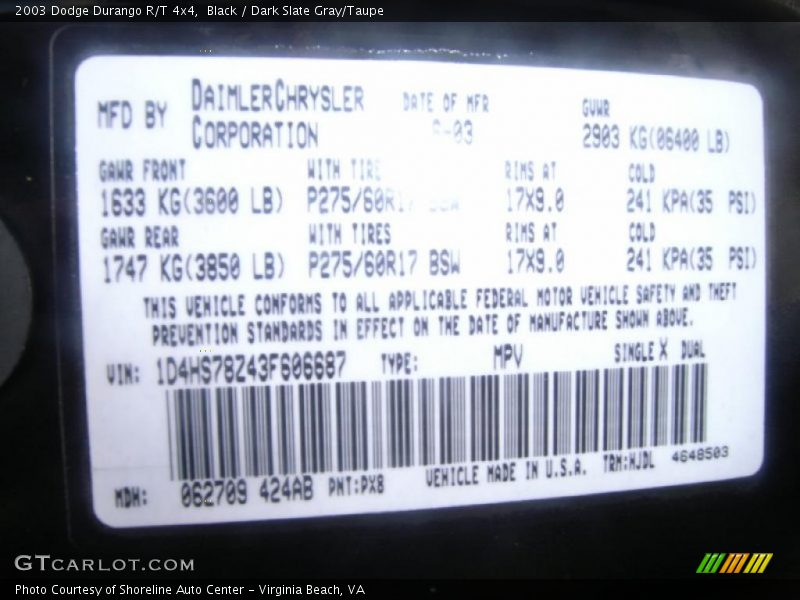 2003 Dodge Durango R/T 4x4,  Black / Dark Slate Gray/Taupe
MFD BY DAIMLERCHRYSLER CORPORATION DATE OF MFR -03 GVWR 2903 KG(06400 LB)
GAWR FRONT WITH TIRE RIMS AT COLD
1633 KG(3600 LB) P275/60R17 17X9.0 241 KPA(35 PSI)
GAWR REAR WITH TIRES RIMS AT COLD
1747 KG(3850 LB) P275/60R17 BSW 17X9.0 241 KPA(35 PSI)
THIS VEHICLE CONFORMS TO ALL APPLICABLE FEDERAL MOTOR VEHICLE SAFETY AND THEFT
PREVENTION STANDARDS IN EFFECT ON THE DATE OF MANUFACTURE SHOWN ABOVE.
VIN: 1D4HS78Z43F606687 TYPE: MPV SINGLE X DUAL
MDH: 062709 424AB PNT:PX8 VEHICLE MADE IN U.S.A. TRM:NJDL 4648503
GTCARLOT.COM
Photo Courtesy of Shoreline Auto Center - Virginia Beach, VA